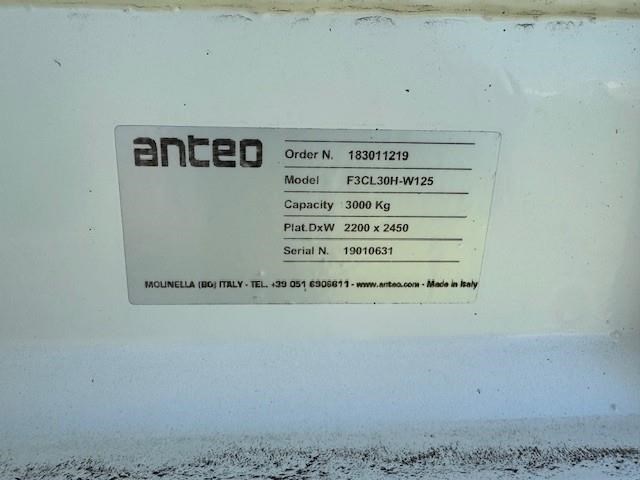 anteo
Order N. 183011219
Model F3CL30H-W125
Capacity 3000 Kg
Plat.DxW 2200 x 2450
Serial N. 19010631
MOLINELLA (BO) ITALY - TEL. +39 051 6906611 - www.anteo.com - Made in Italy